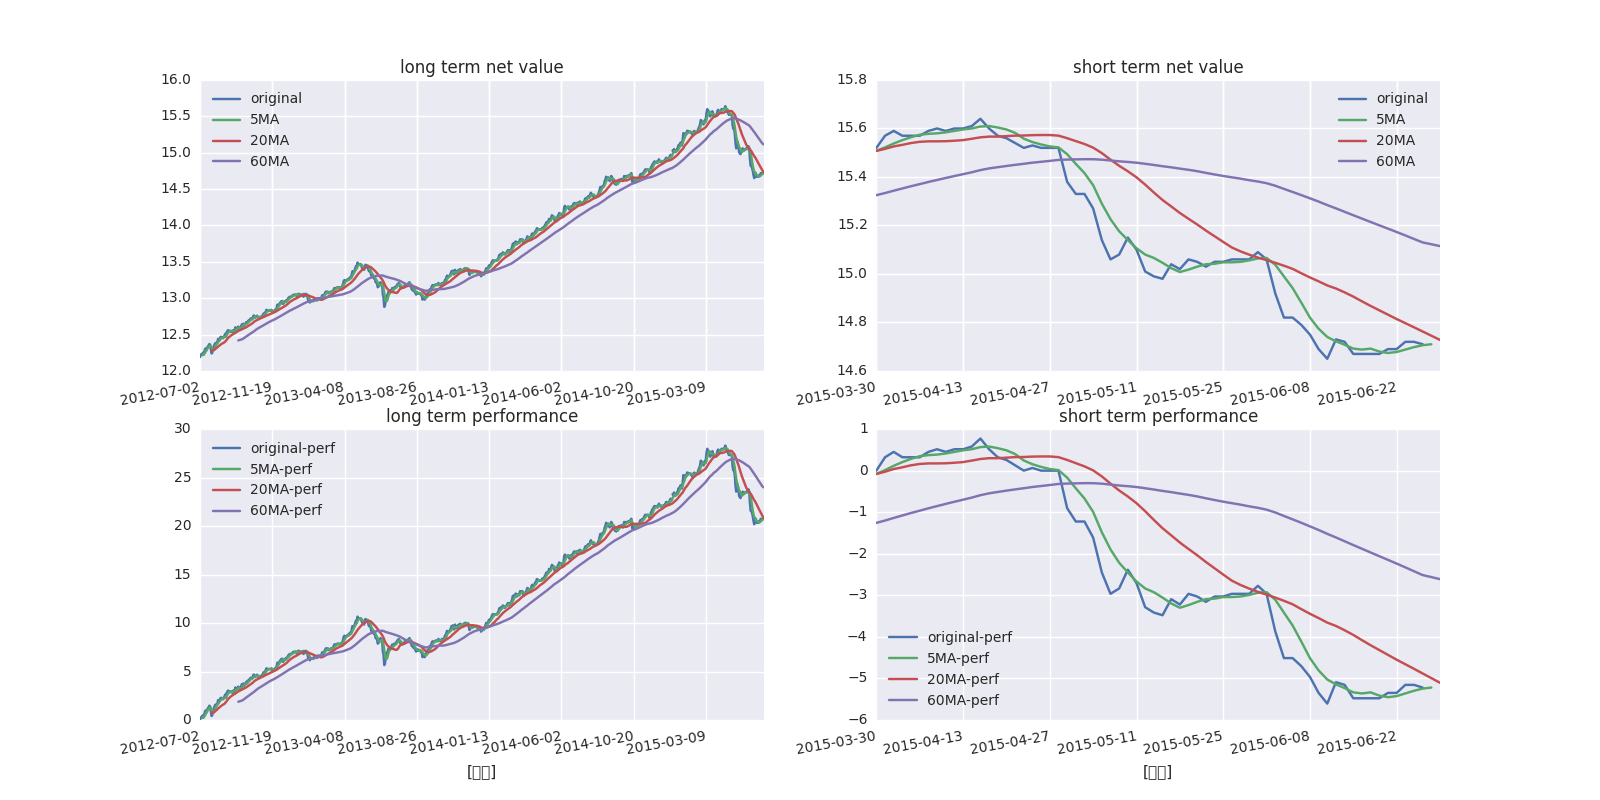 long term net value
16.0
15.5
15.0
14.5
14.0
13.5
13.0
12.5
12.0
original
5MA
20MA
60MA
2012-07-02 2012-11-19 2013-04-08 2013-08-26 2014-01-13 2014-06-02 2014-10-20 2015-03-09
short term net value
15.8
15.6
15.4
15.2
15.0
14.8
14.6
original
5MA
20MA
60MA
2015-03-30 2015-04-13 2015-04-27 2015-05-11 2015-05-25 2015-06-08 2015-06-22
long term performance
30
25
20
15
10
5
0
original-perf
5MA-perf
20MA-perf
60MA-perf
2012-07-02 2012-11-19 2013-04-08 2013-08-26 2014-01-13 2014-06-02 2014-10-20 2015-03-09
short term performance
1
0
−1
−2
−3
−4
−5
−6
original-perf
5MA-perf
20MA-perf
60MA-perf
2015-03-30 2015-04-13 2015-04-27 2015-05-11 2015-05-25 2015-06-08 2015-06-22